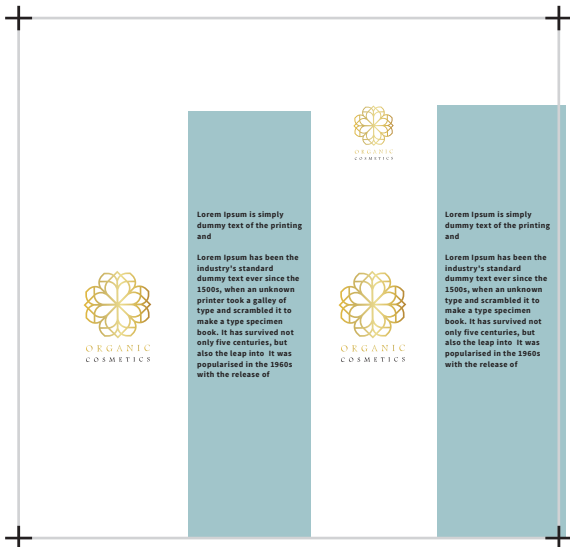 ORGANIC
COSMETICS
Lorem Ipsum is simply
dummy text of the printing
and
Lorem Ipsum has been the
industry's standard
dummy text ever since the
1500s, when an unknown
printer took a galley of
type and scrambled it to
make a type specimen
book. It has survived not
only five centuries, but
also the leap into It was
popularised in the 1960s
with the release of
ORGANIC
COSMETICS
ORGANIC
COSMETICS
Lorem Ipsum is simply
dummy text of the printing
and
Lorem Ipsum has been the
industry's standard
dummy text ever since the
1500s, when an unknown
type and scrambled it to
make a type specimen
book. It has survived not
only five centuries, but
also the leap into It was
popularised in the 1960s
with the release of